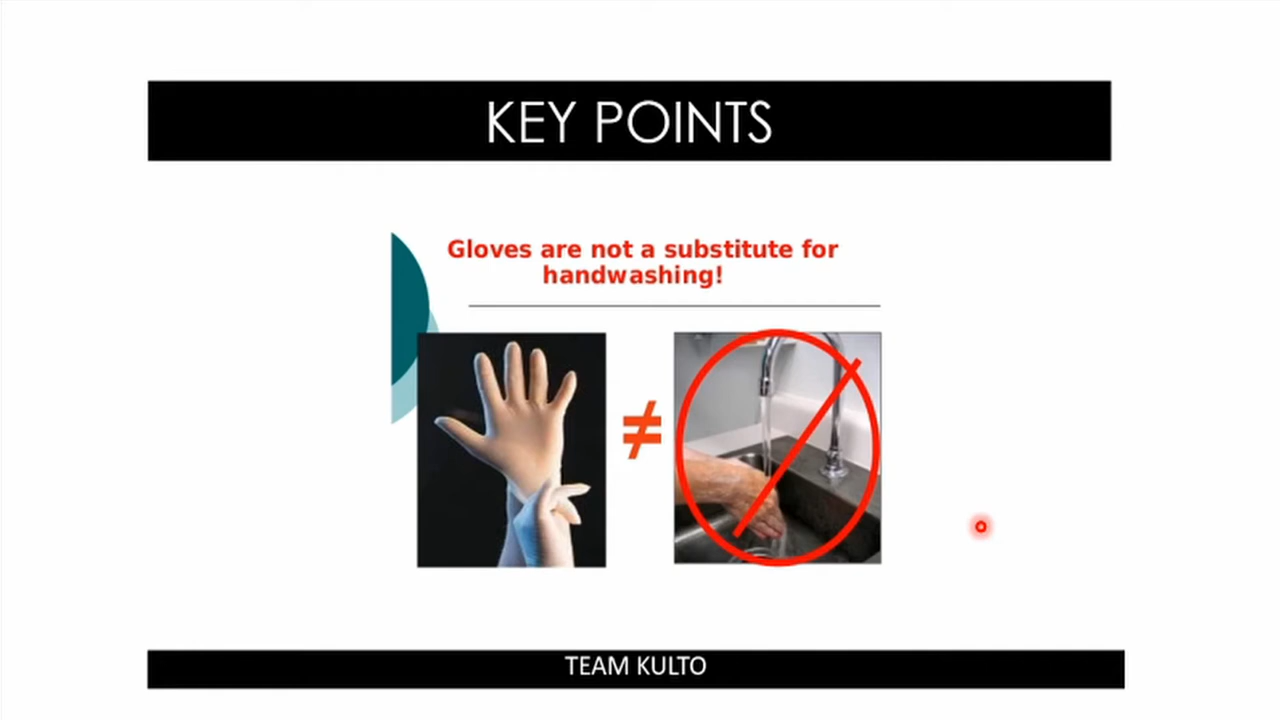 KEY POINTS
Gloves are not a substitute for
handwashing!
≠
TEAM KULTO